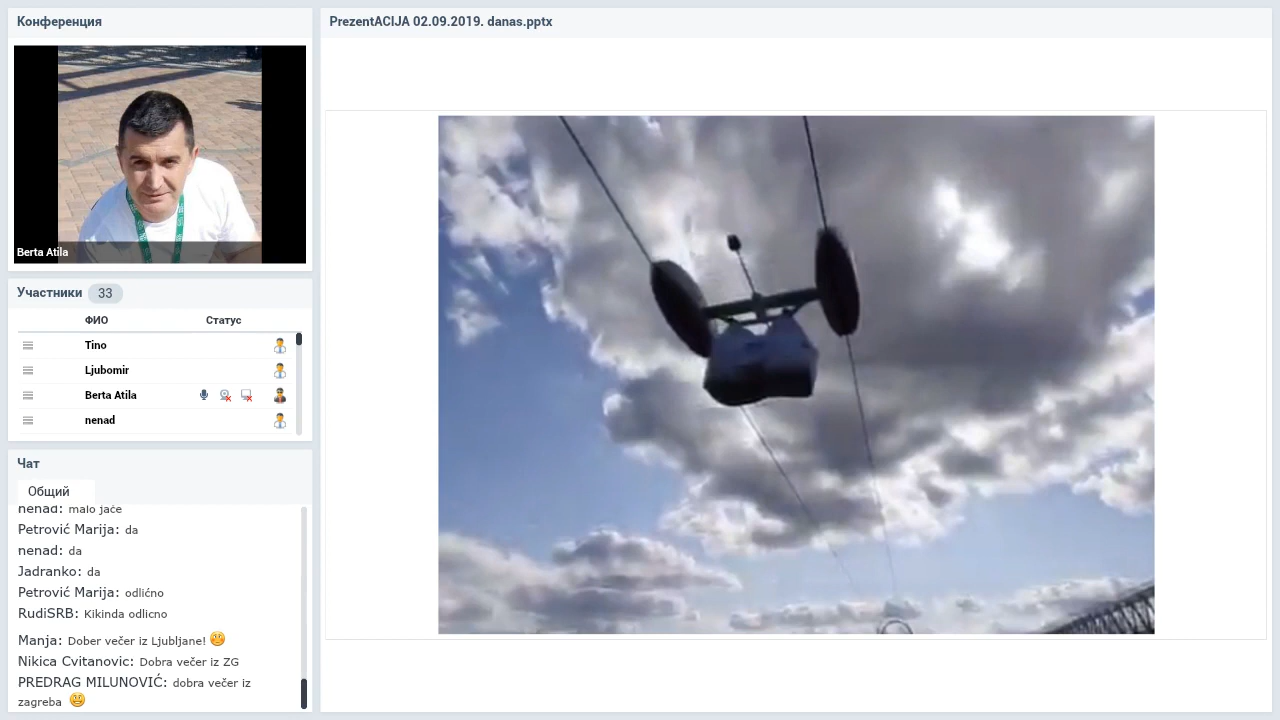 Конференция
Berta Atila
Участники 33
ФИО Статус
Tino
Ljubomir
Berta Atila
nenad
Чат
Общий
nenad: malo jače
Petrović Marija: da
nenad: da
Jadranko: da
Petrović Marija: odlićno
RudiSRB: Kikinda odlicno
Manja: Dober večer iz Ljubljane!
Nikica Cvitanovic: Dobra večer iz ZG
PREDRAG MILUNOVIĆ: dobra večer iz
zagreba
PrezentACIJA 02.09.2019. danas.pptx